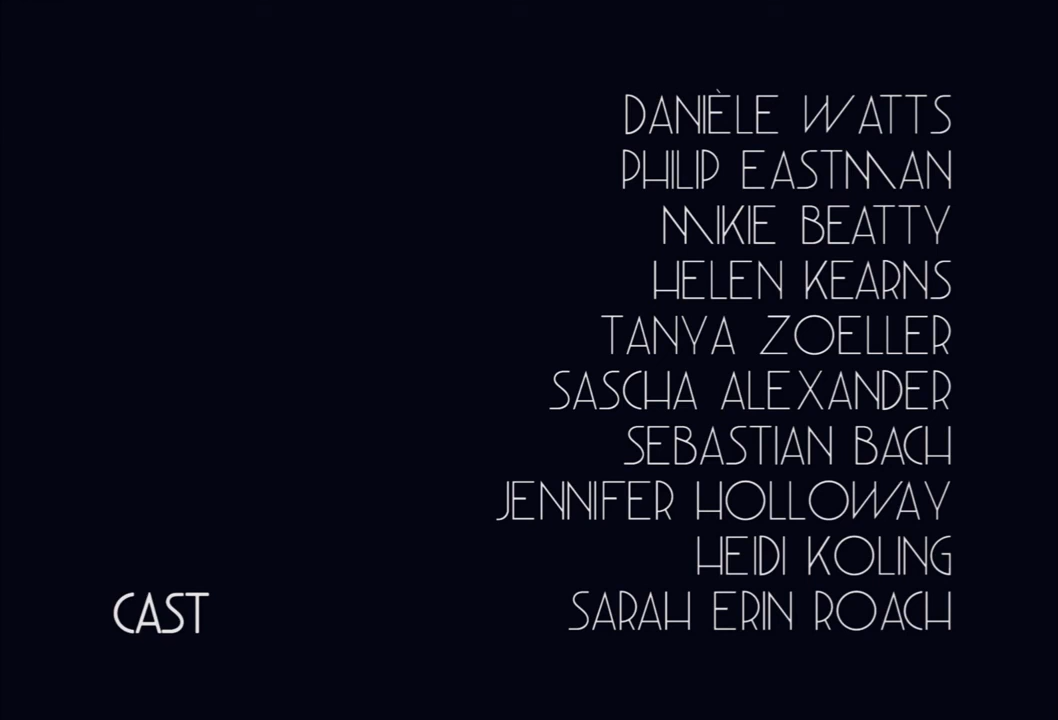 DANIÈLE WATTS
PHILIP EASTMAN
MIKIE BEATTY
HELEN KEARNS
TANYA ZOELLER
SASCHA ALEXANDER
SEBASTIAN BACH
JENNIFER HOLLOWAY
HEIDI KOLING
SARAH ERIN ROACH
CAST